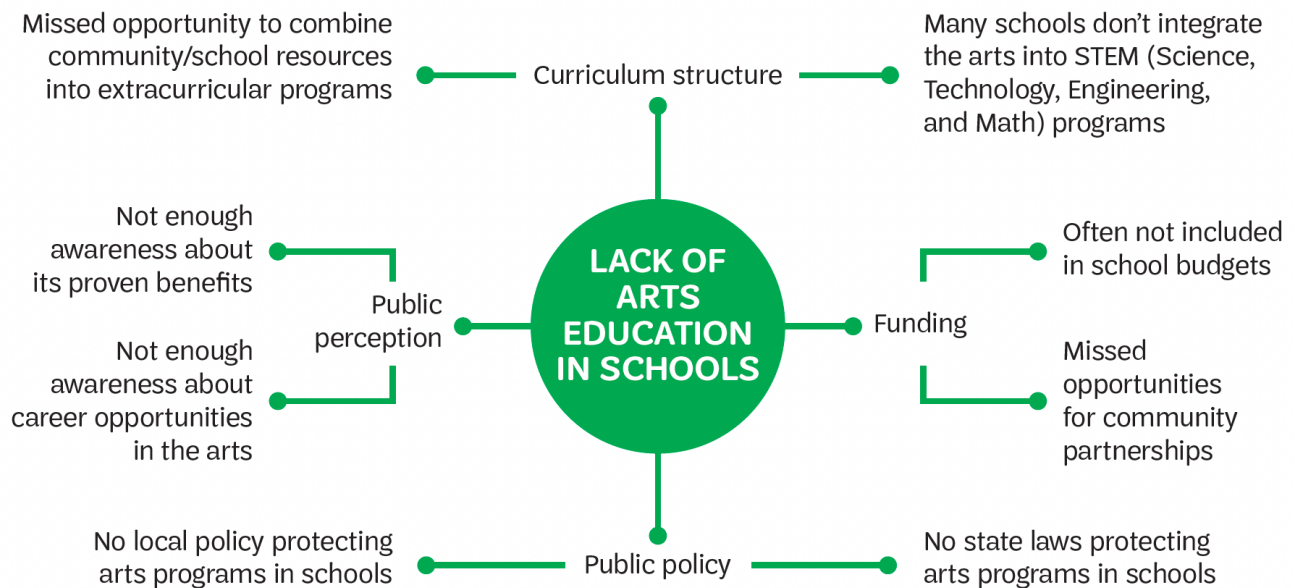 Missed opportunity to combine
community/school resources
into extracurricular programs
Curriculum structure
Many schools don’t integrate
the arts into STEM (Science,
Technology, Engineering,
and Math) programs
Not enough
awareness about
its proven benefits
Public
perception
Not enough
awareness about
career opportunities
in the arts
LACK OF
ARTS
EDUCATION
IN SCHOOLS
Funding
Often not included
in school budgets
Missed
opportunities
for community
partnerships
No local policy protecting
arts programs in schools
Public policy
No state laws protecting
arts programs in schools